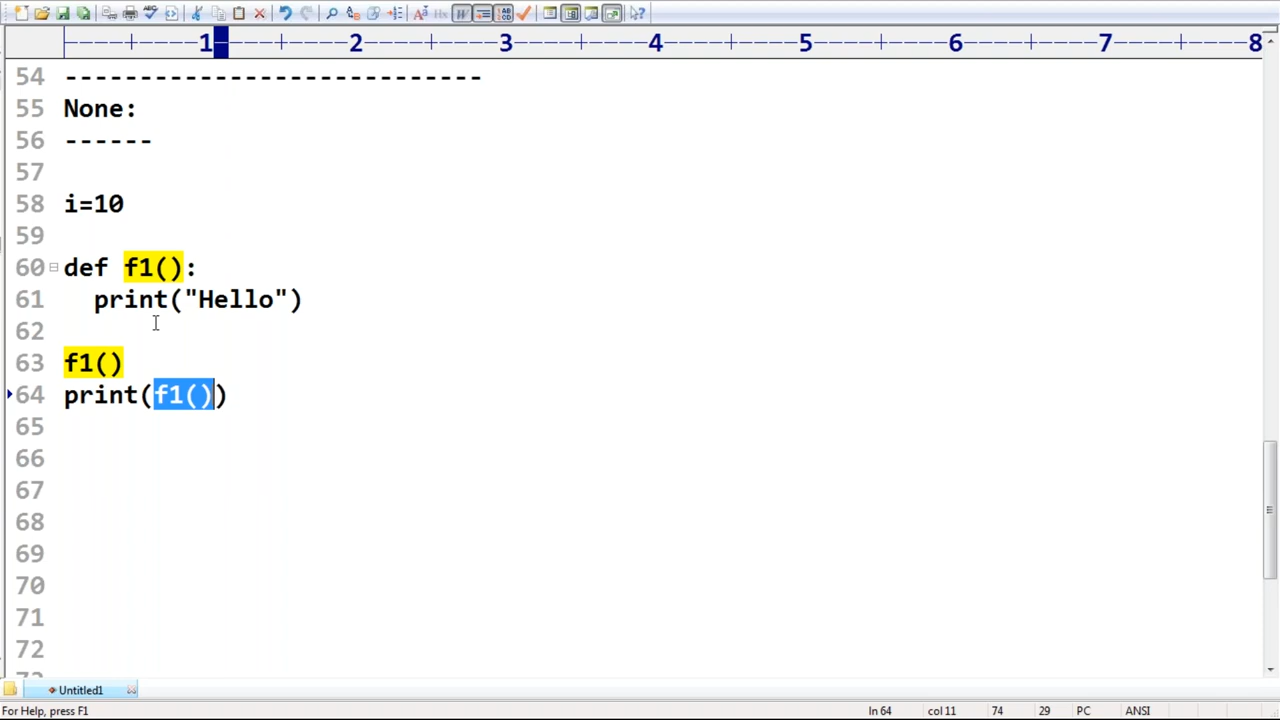 1 2 3 4 5 6 7 8
54 ----------------------------
55 None:
56 ------
57
58 i=10
59
60 def f1():
61   print("Hello")
62
63 f1()
64 print(f1())
65
66
67
68
69
70
71
72
Untitled1
For Help, press F1 ln 64 col 11 74 29 PC ANSI